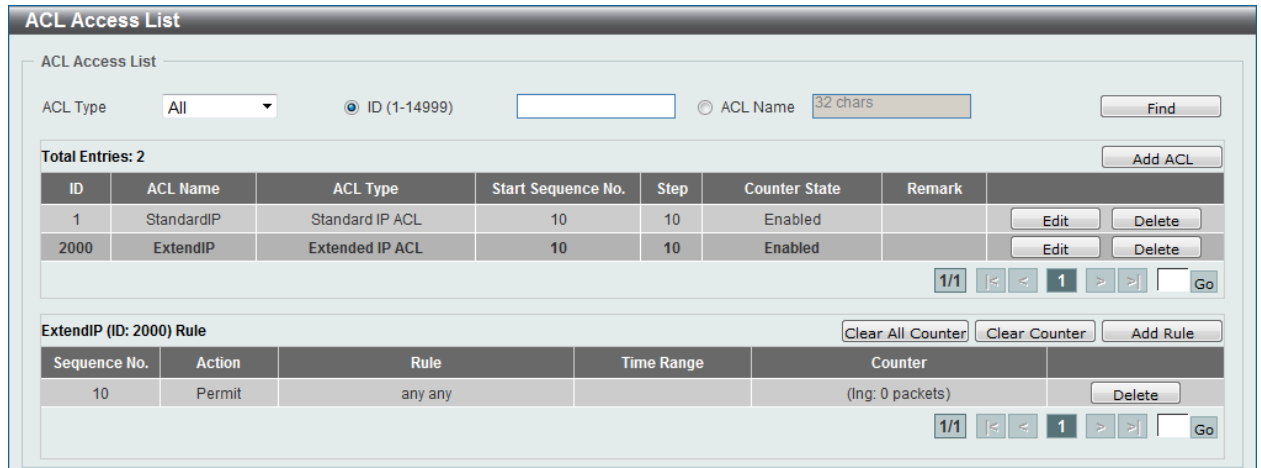 ACL Access List
ACL Access List
ACL Type All ID (1-14999) ACL Name 32 chars Find
Total Entries: 2 Add ACL
ID ACL Name ACL Type Start Sequence No. Step Counter State Remark
1 StandardIP Standard IP ACL 10 10 Enabled Edit Delete
2000 ExtendIP Extended IP ACL 10 10 Enabled Edit Delete
1/1 |< < 1 > >| Go
ExtendIP (ID: 2000) Rule Clear All Counter Clear Counter Add Rule
Sequence No. Action Rule Time Range Counter
10 Permit any any (Ing: 0 packets) Delete
1/1 |< < 1 > >| Go